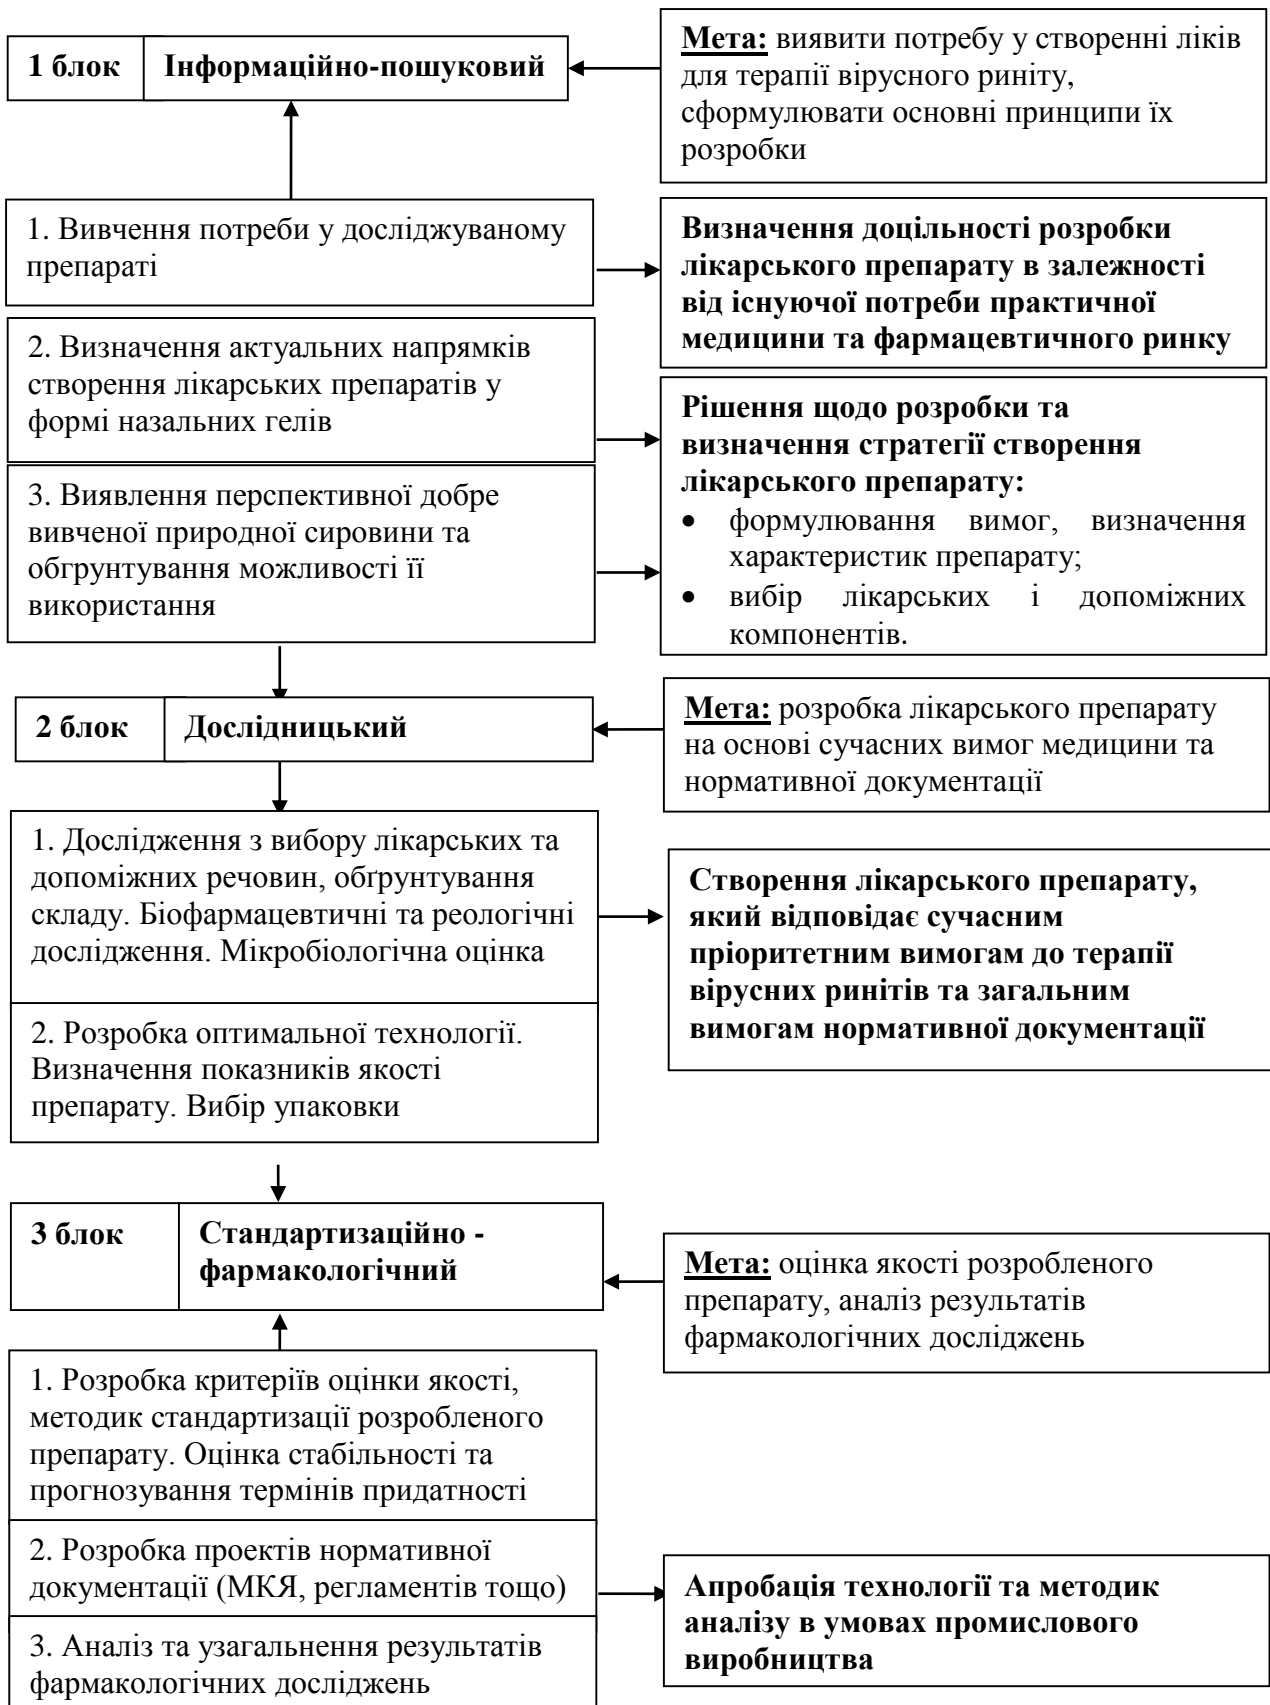 1 блок
Інформаційно-пошуковий
Мета: виявити потребу у створенні ліків
для терапії вірусного риніту,
сформулювати основні принципи їх
розробки
1. Вивчення потреби у досліджуваному
препараті
Визначення доцільності розробки
лікарського препарату в залежності
від існуючої потреби практичної
медицини та фармацевтичного ринку
2. Визначення актуальних напрямків
створення лікарських препаратів у
формі назальних гелів
3. Виявлення перспективної добре
вивченої природної сировини та
обгрунтування можливості її
використання
Рішення щодо розробки та
визначення стратегії створення
лікарського препарату:
• формулювання вимог, визначення
характеристик препарату;
• вибір лікарських і допоміжних
компонентів.
2 блок
Дослідницький
Мета: розробка лікарського препарату
на основі сучасних вимог медицини та
нормативної документації
1. Дослідження з вибору лікарських та
допоміжних речовин, обґрунтування
складу. Біофармацевтичні та реологічні
дослідження. Мікробіологічна оцінка
2. Розробка оптимальної технології.
Визначення показників якості
препарату. Вибір упаковки
Створення лікарського препарату,
який відповідає сучасним
пріоритетним вимогам до терапії
вірусних ринітів та загальним
вимогам нормативної документації
3 блок
Стандартизаційно -
фармакологічний
Мета: оцінка якості розробленого
препарату, аналіз результатів
фармакологічних досліджень
1. Розробка критеріїв оцінки якості,
методик стандартизації розробленого
препарату. Оцінка стабільності та
прогнозування термінів придатності
2. Розробка проектів нормативної
документації (МКЯ, регламентів тощо)
3. Аналіз та узагальнення результатів
фармакологічних досліджень
Апробація технології та методик
аналізу в умовах промислового
виробництва